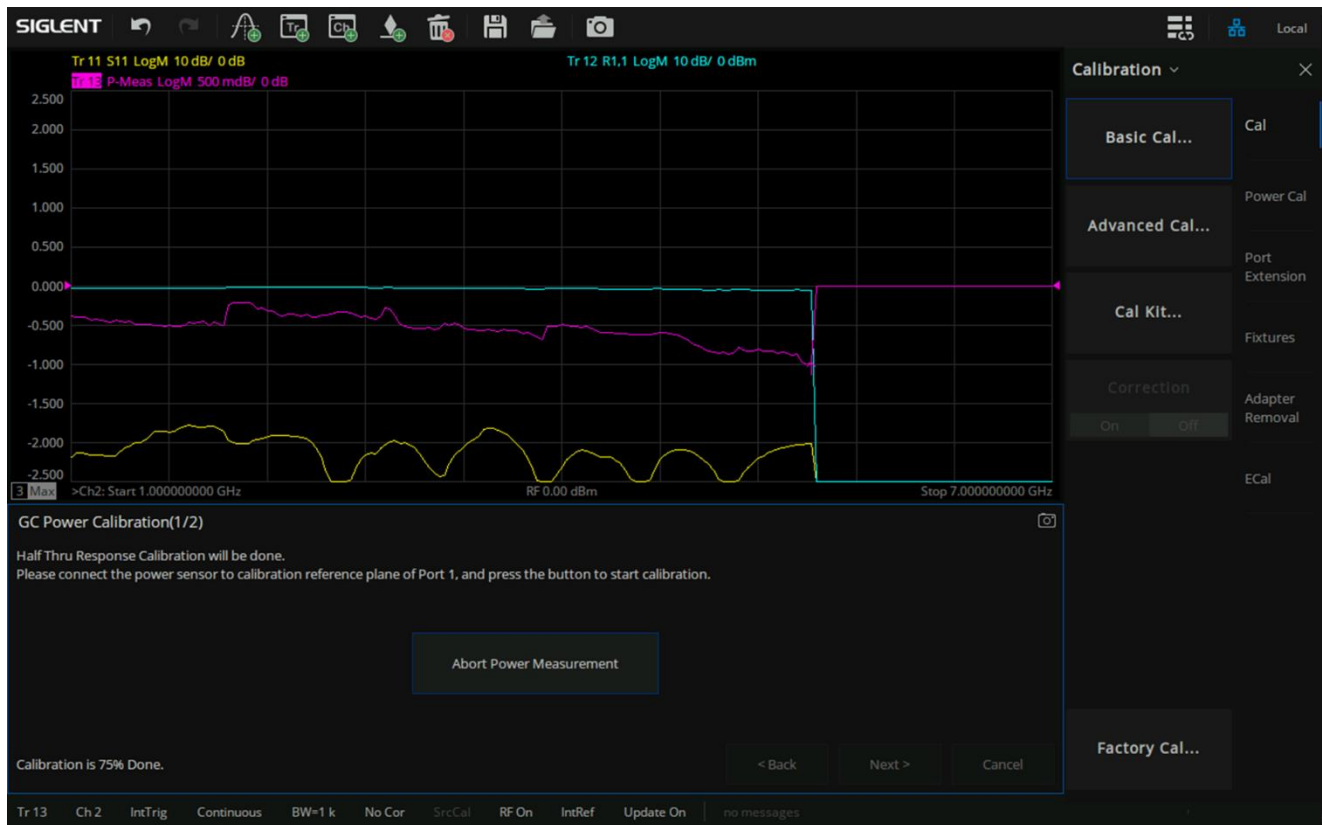 SIGLENT
Tr
Ch
Local
Tr 11 S11 LogM 10 dB/ 0 dB
Tr 12 R1,1 LogM 10 dB/ 0 dBm
Tr 13 P-Meas LogM 500 mdB/ 0 dB
2.500
2.000
1.500
1.000
0.500
0.000
-0.500
-1.000
-1.500
-2.000
-2.500
3 Max >Ch2: Start 1.000000000 GHz RF 0.00 dBm Stop 7.000000000 GHz
Calibration
Basic Cal...
Advanced Cal...
Cal Kit...
Correction
On Off
Factory Cal...
Cal
Power Cal
Port
Extension
Fixtures
Adapter
Removal
ECal
GC Power Calibration(1/2)
Half Thru Response Calibration will be done.
Please connect the power sensor to calibration reference plane of Port 1, and press the button to start calibration.
Abort Power Measurement
Calibration is 75% Done.
< Back Next > Cancel
Tr 13 Ch 2 IntTrig Continuous BW=1 k No Cor SrcCal RF On IntRef Update On no messages